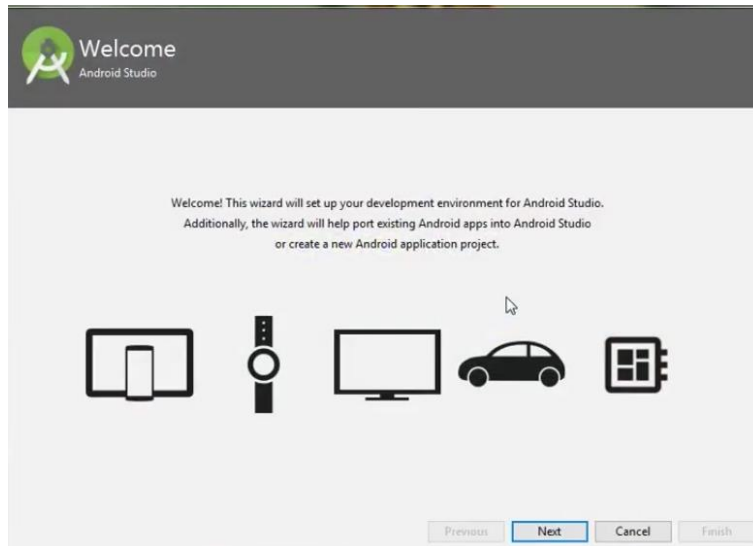 Welcome
Android Studio
Welcome! This wizard will set up your development environment for Android Studio.
Additionally, the wizard will help port existing Android apps into Android Studio
or create a new Android application project.
Previous
Next
Cancel
Finish